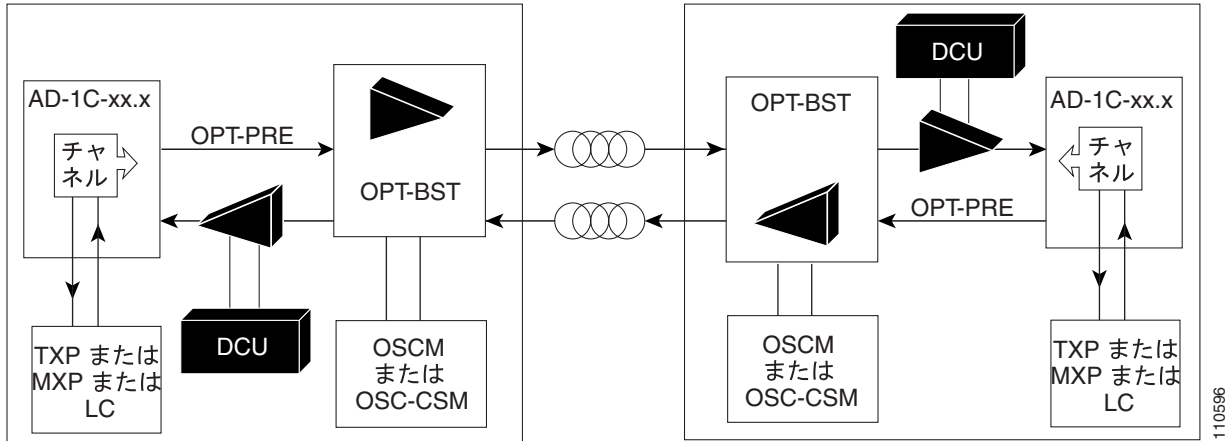 AD-1C-xx.x
チャ
ネル
OPT-PRE
OPT-BST
DCU
TXP または
MXP または
LC
OSCM
または
OSC-CSM
DCU
OPT-BST
AD-1C-xx.x
チャ
ネル
OPT-PRE
OSCM
または
OSC-CSM
TXP または
MXP または
LC
110596